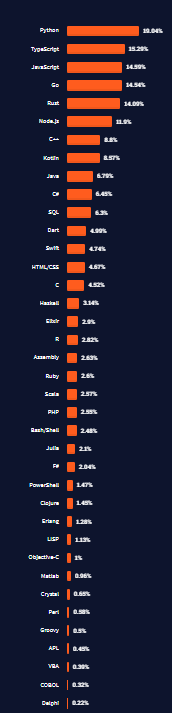 Python 19.04%
TypeScript 15.29%
JavaScript 14.59%
Go 14.54%
Rust 14.09%
Node.js 11.9%
C++ 8.8%
Kotlin 8.57%
Java 6.79%
C# 6.45%
SQL 6.3%
Dart 4.99%
Swift 4.74%
HTML/CSS 4.67%
C 4.52%
Haskell 3.14%
Elixir 2.9%
R 2.82%
Assembly 2.63%
Ruby 2.6%
Scala 2.57%
PHP 2.55%
Bash/Shell 2.48%
Julia 2.1%
F# 2.04%
PowerShell 1.47%
Clojure 1.45%
Erlang 1.28%
LISP 1.13%
Objective-C 1%
Matlab 0.96%
Crystal 0.65%
Perl 0.58%
Groovy 0.5%
APL 0.45%
VBA 0.39%
COBOL 0.32%
Delphi 0.22%